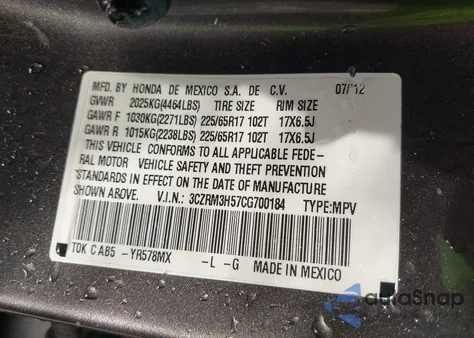 MFD. BY HONDA DE MEXICO S.A. DE C.V. 07/12
GVWR 2025KG(4464LBS) TIRE SIZE RIM SIZE
GAWR F 1030KG(2271LBS) 225/65R17 102T 17X6.5J
GAWR R 1015KG(2238LBS) 225/65R17 102T 17X6.5J
THIS VEHICLE CONFORMS TO ALL APPLICABLE FEDE-
RAL MOTOR VEHICLE SAFETY AND THEFT PREVENTION
STANDARDS IN EFFECT ON THE DATE OF MANUFACTURE
SHOWN ABOVE. V.I.N.: 3CZRM3H57CG700184 TYPE:MPV
TDK C AB5 -YR578MX -L -G MADE IN MEXICO
autoSnap